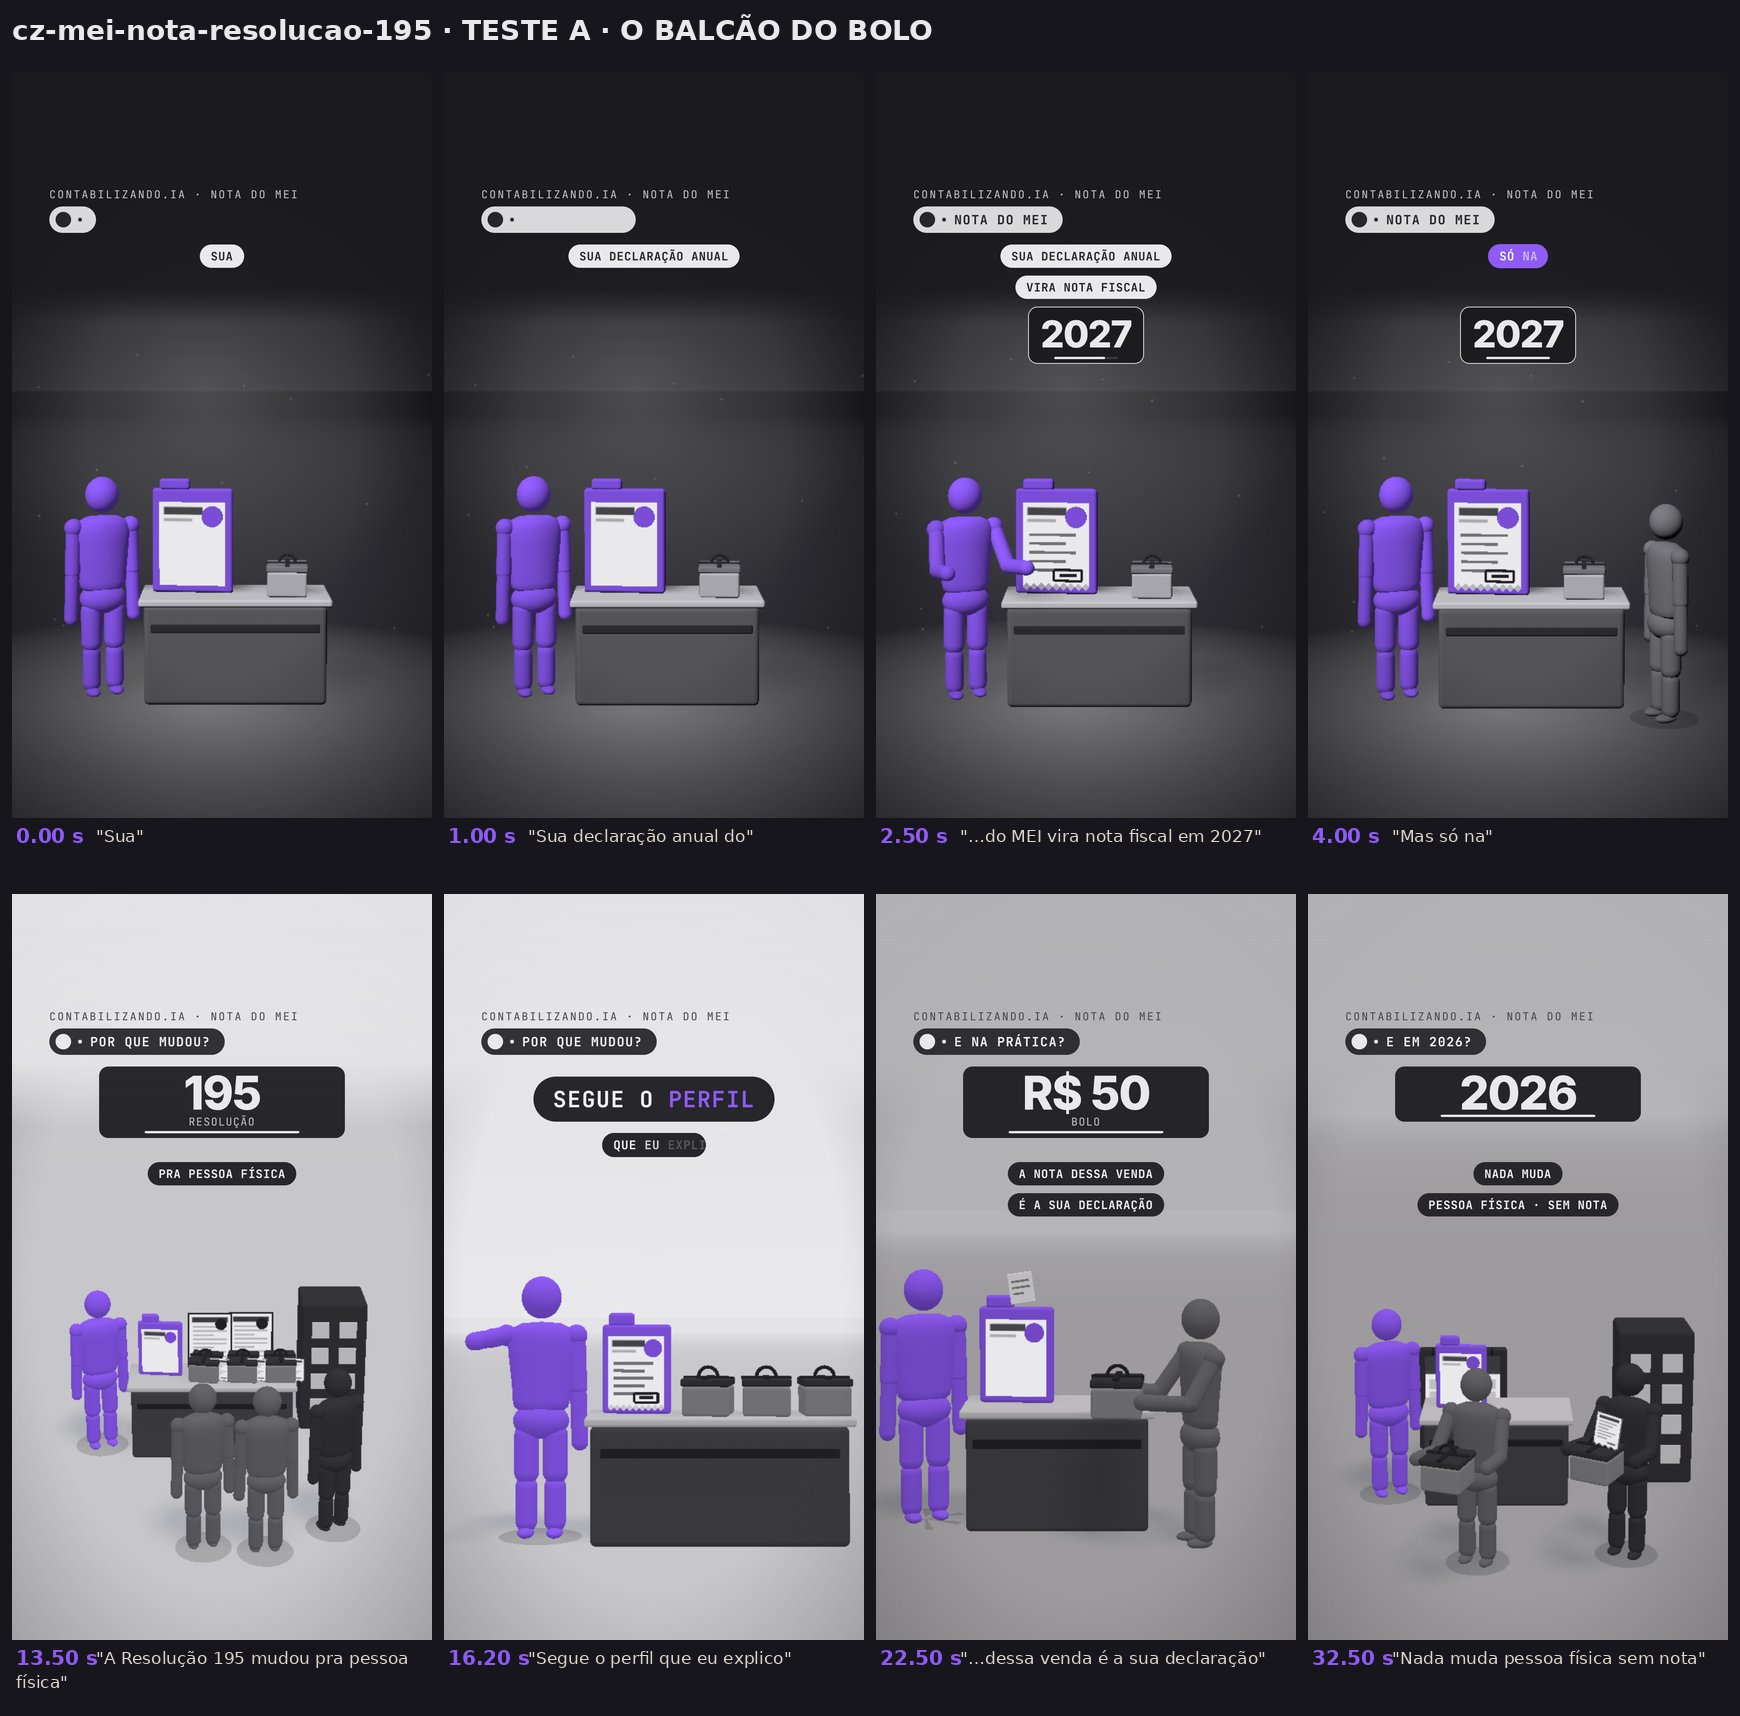 cz-mei-nota-resolucao-195 · TESTE A · O BALCÃO DO BOLO
CONTABILIZANDO.IA · NOTA DO MEI
•
SUA
0.00 s "Sua"
CONTABILIZANDO.IA · NOTA DO MEI
•
SUA DECLARAÇÃO ANUAL
1.00 s "Sua declaração anual do"
CONTABILIZANDO.IA · NOTA DO MEI
• NOTA DO MEI
SUA DECLARAÇÃO ANUAL
VIRA NOTA FISCAL
2027
2.50 s "...do MEI vira nota fiscal em 2027"
CONTABILIZANDO.IA · NOTA DO MEI
• NOTA DO MEI
SÓ NA
2027
4.00 s "Mas só na"
CONTABILIZANDO.IA · NOTA DO MEI
• POR QUE MUDOU?
195
RESOLUÇÃO
PRA PESSOA FÍSICA
13.50 s "A Resolução 195 mudou pra pessoa
física"
CONTABILIZANDO.IA · NOTA DO MEI
• POR QUE MUDOU?
SEGUE O PERFIL
QUE EU EXPLI
16.20 s "Segue o perfil que eu explico"
CONTABILIZANDO.IA · NOTA DO MEI
• E NA PRÁTICA?
R$ 50
BOLO
A NOTA DESSA VENDA
É A SUA DECLARAÇÃO
22.50 s "...dessa venda é a sua declaração"
CONTABILIZANDO.IA · NOTA DO MEI
• E EM 2026?
2026
NADA MUDA
PESSOA FÍSICA · SEM NOTA
32.50 s "Nada muda pessoa física sem nota"